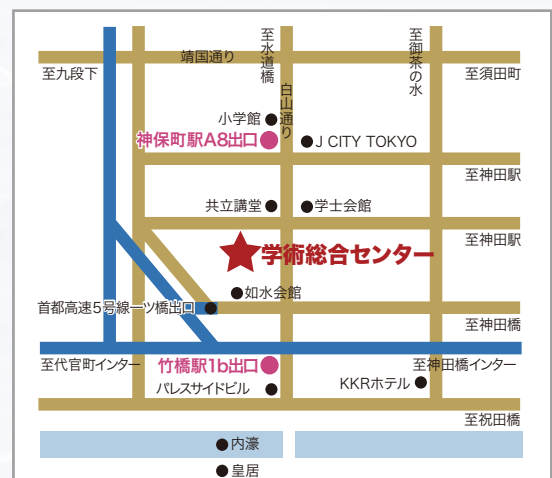 至水道橋
至御茶の水
靖国通り
至九段下
至須田町
白山通り
小学館
神保町駅A8出口
J CITY TOKYO
至神田駅
共立講堂
学士会館
至神田駅
学術総合センター
如水会館
首都高速5号線一ツ橋出口
至神田橋
至代官町インター
竹橋駅1b出口
至神田橋インター
パレスサイドビル
KKRホテル
至祝田橋
内濠
皇居